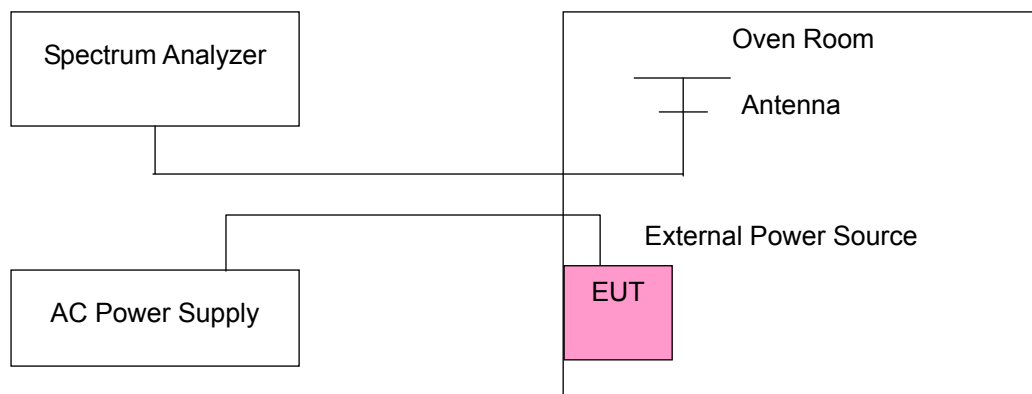 Spectrum Analyzer
Oven Room
Antenna
External Power Source
AC Power Supply
EUT